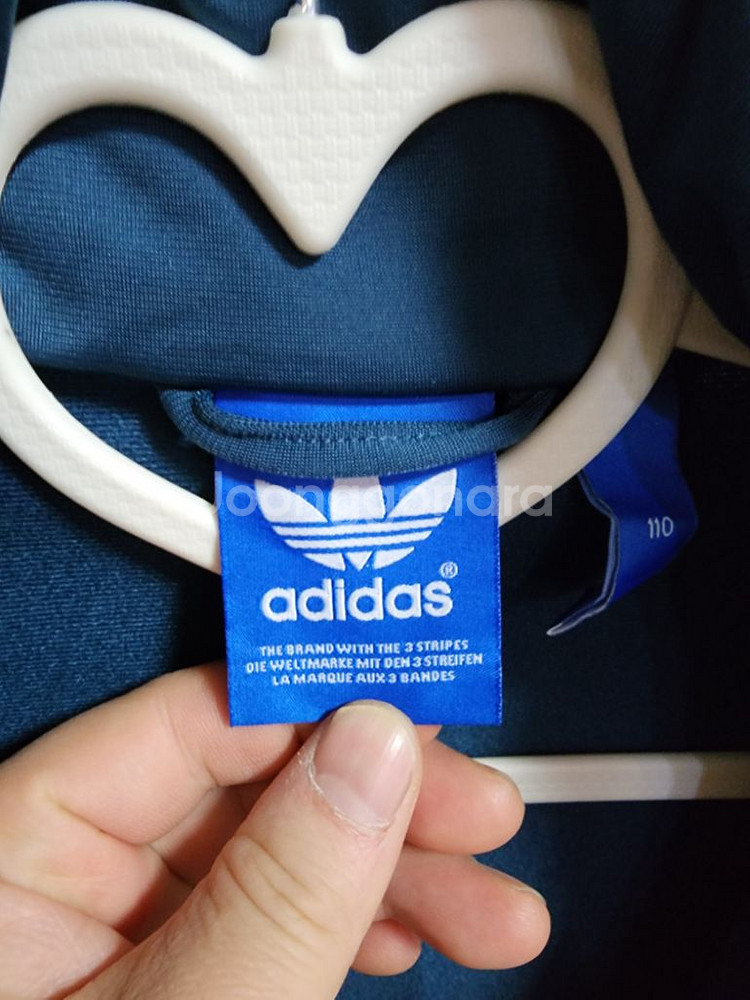 Joonggonara
110
adidas®
THE BRAND WITH THE 3 STRIPES
DIE WELTMARKE MIT DEN 3 STREIFEN
LA MARQUE AUX 3 BANDES